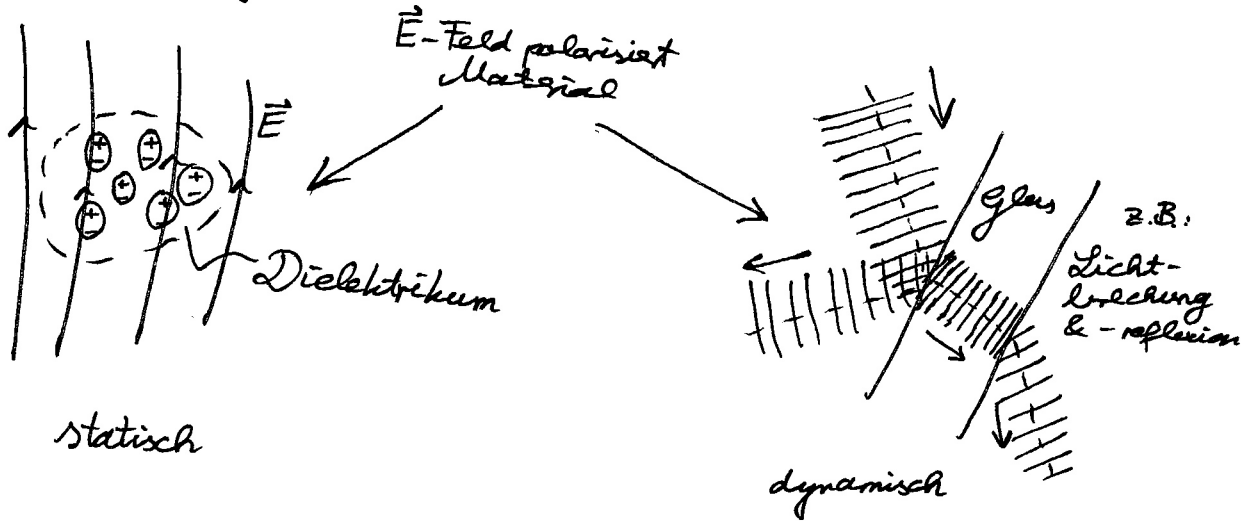 E⃗-Feld polarisiert
Material
E⃗
Dielektrikum
statisch
+
-
+
-
+
-
+
-
+
-
+
-
Glas
z.B.:
Licht-
brechung
& -reflexion
dynamisch